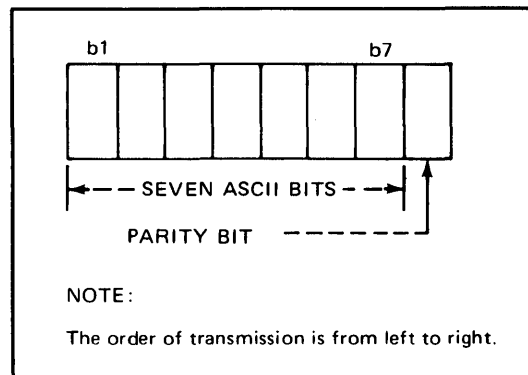 b1 b7
SEVEN ASCII BITS
PARITY BIT
NOTE:
The order of transmission is from left to right.